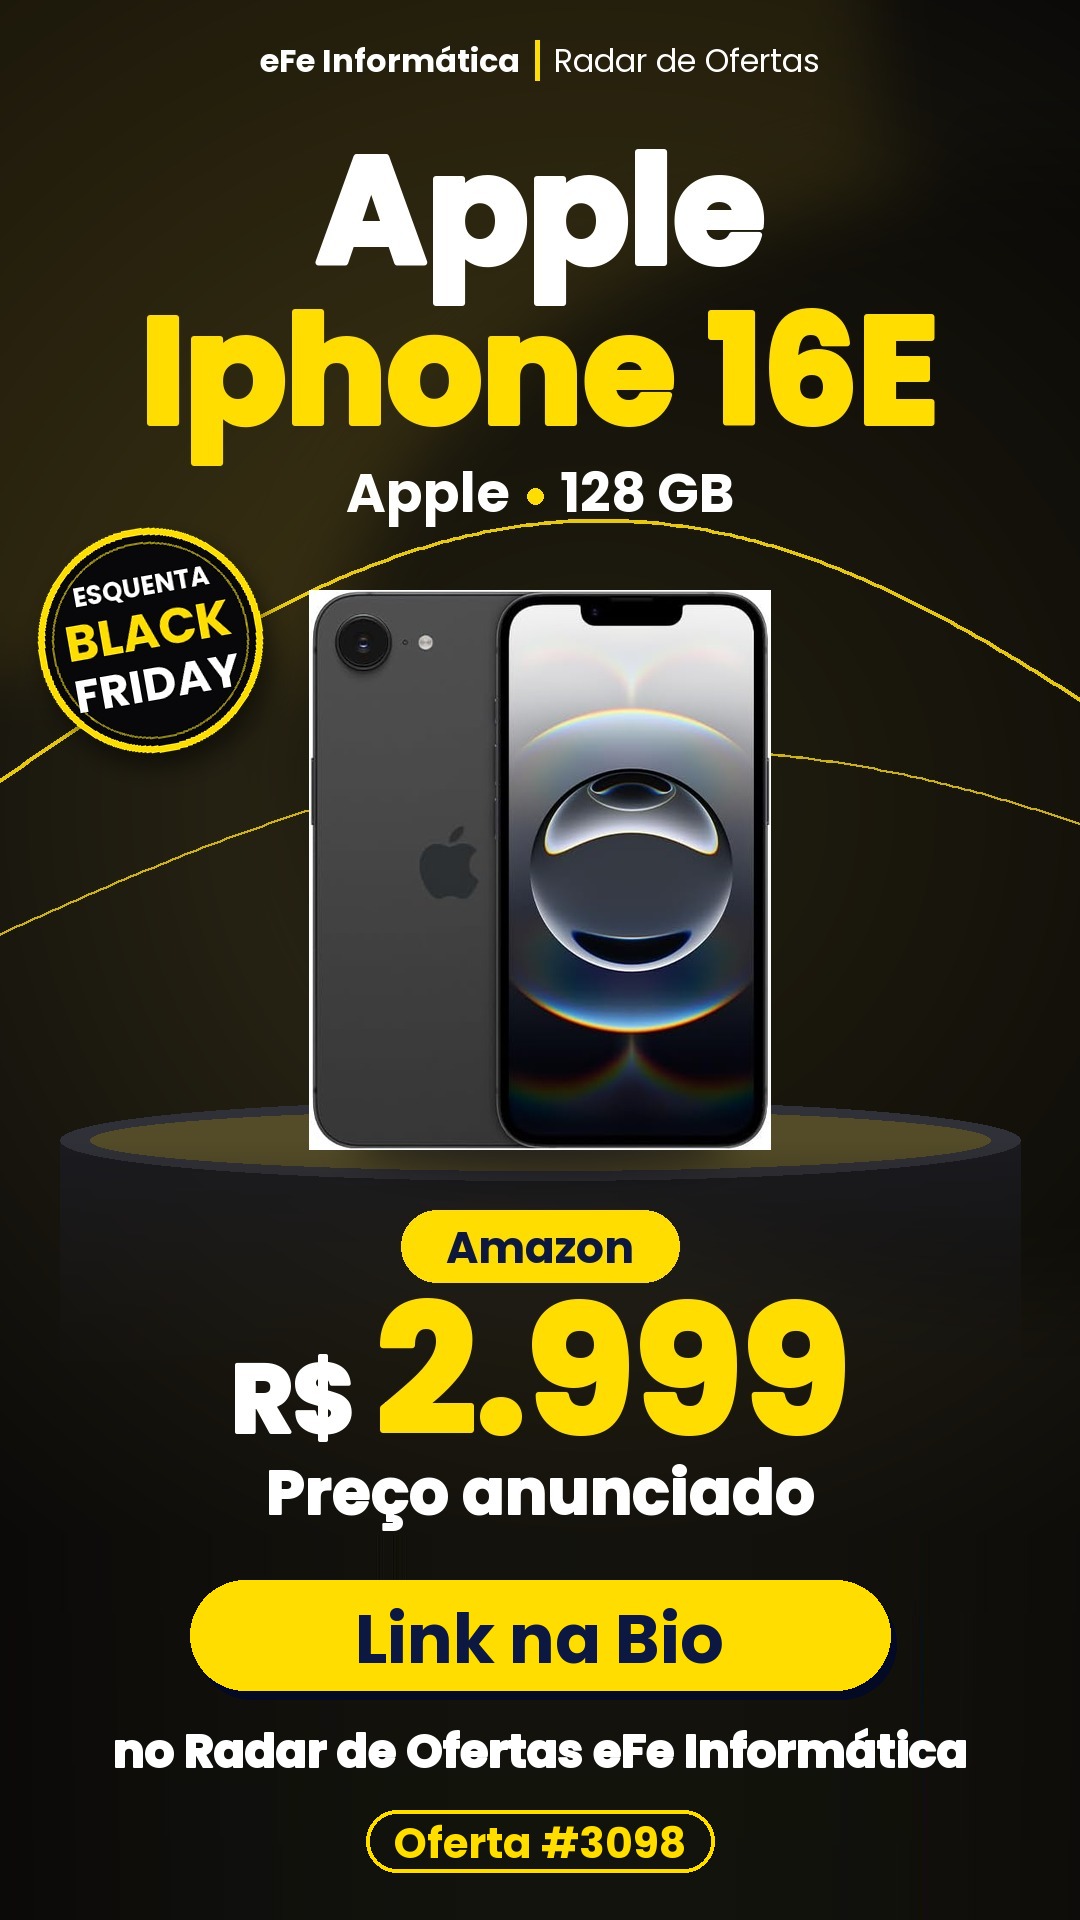 eFe Informática | Radar de Ofertas
Apple
Iphone 16E
Apple • 128 GB
ESQUENTA
BLACK
FRIDAY
Amazon
R$ 2.999
Preço anunciado
Link na Bio
no Radar de Ofertas eFe Informática
Oferta #3098